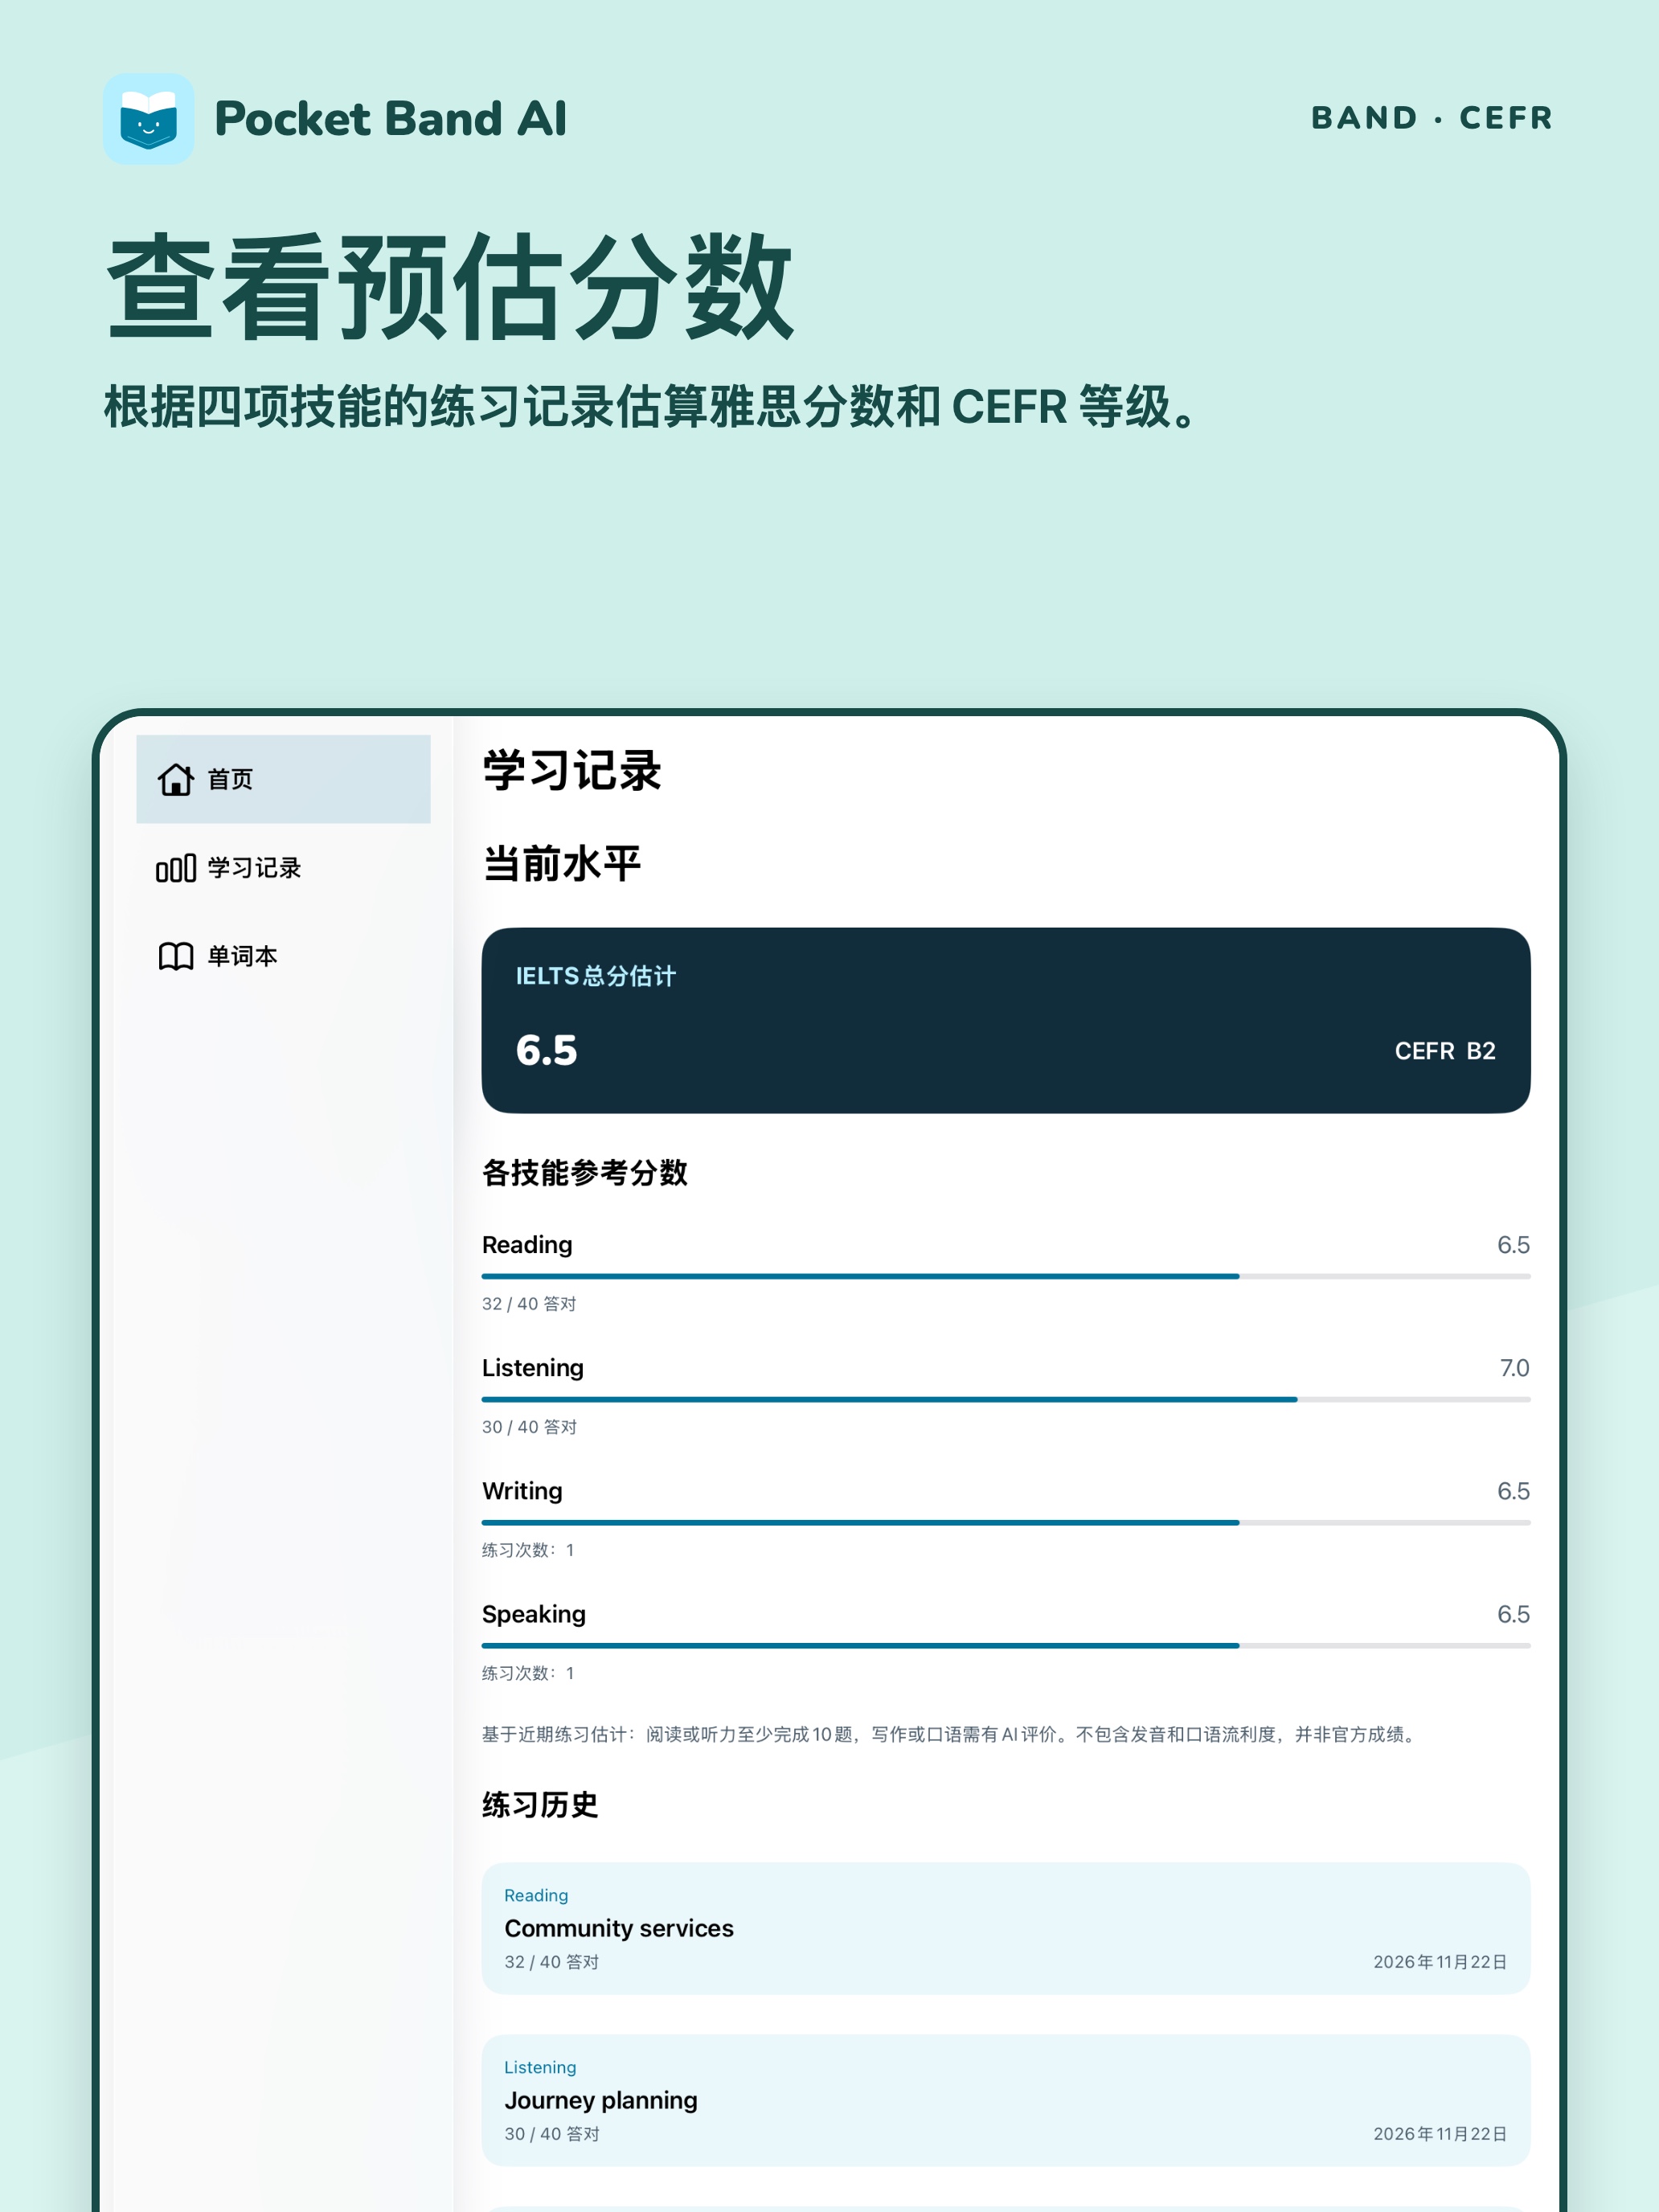 Pocket Band AI
BAND · CEFR
查看预估分数
根据四项技能的练习记录估算雅思分数和 CEFR 等级。
首页
学习记录
单词本
学习记录
当前水平
IELTS总分估计
6.5
CEFR B2
各技能参考分数
Reading
6.5
32 / 40 答对
Listening
7.0
30 / 40 答对
Writing
6.5
练习次数：1
Speaking
6.5
练习次数：1
基于近期练习估计：阅读或听力至少完成10题，写作或口语需有AI评价。不包含发音和口语流利度，并非官方成绩。
练习历史
Reading
Community services
32 / 40 答对
2026年11月22日
Listening
Journey planning
30 / 40 答对
2026年11月22日